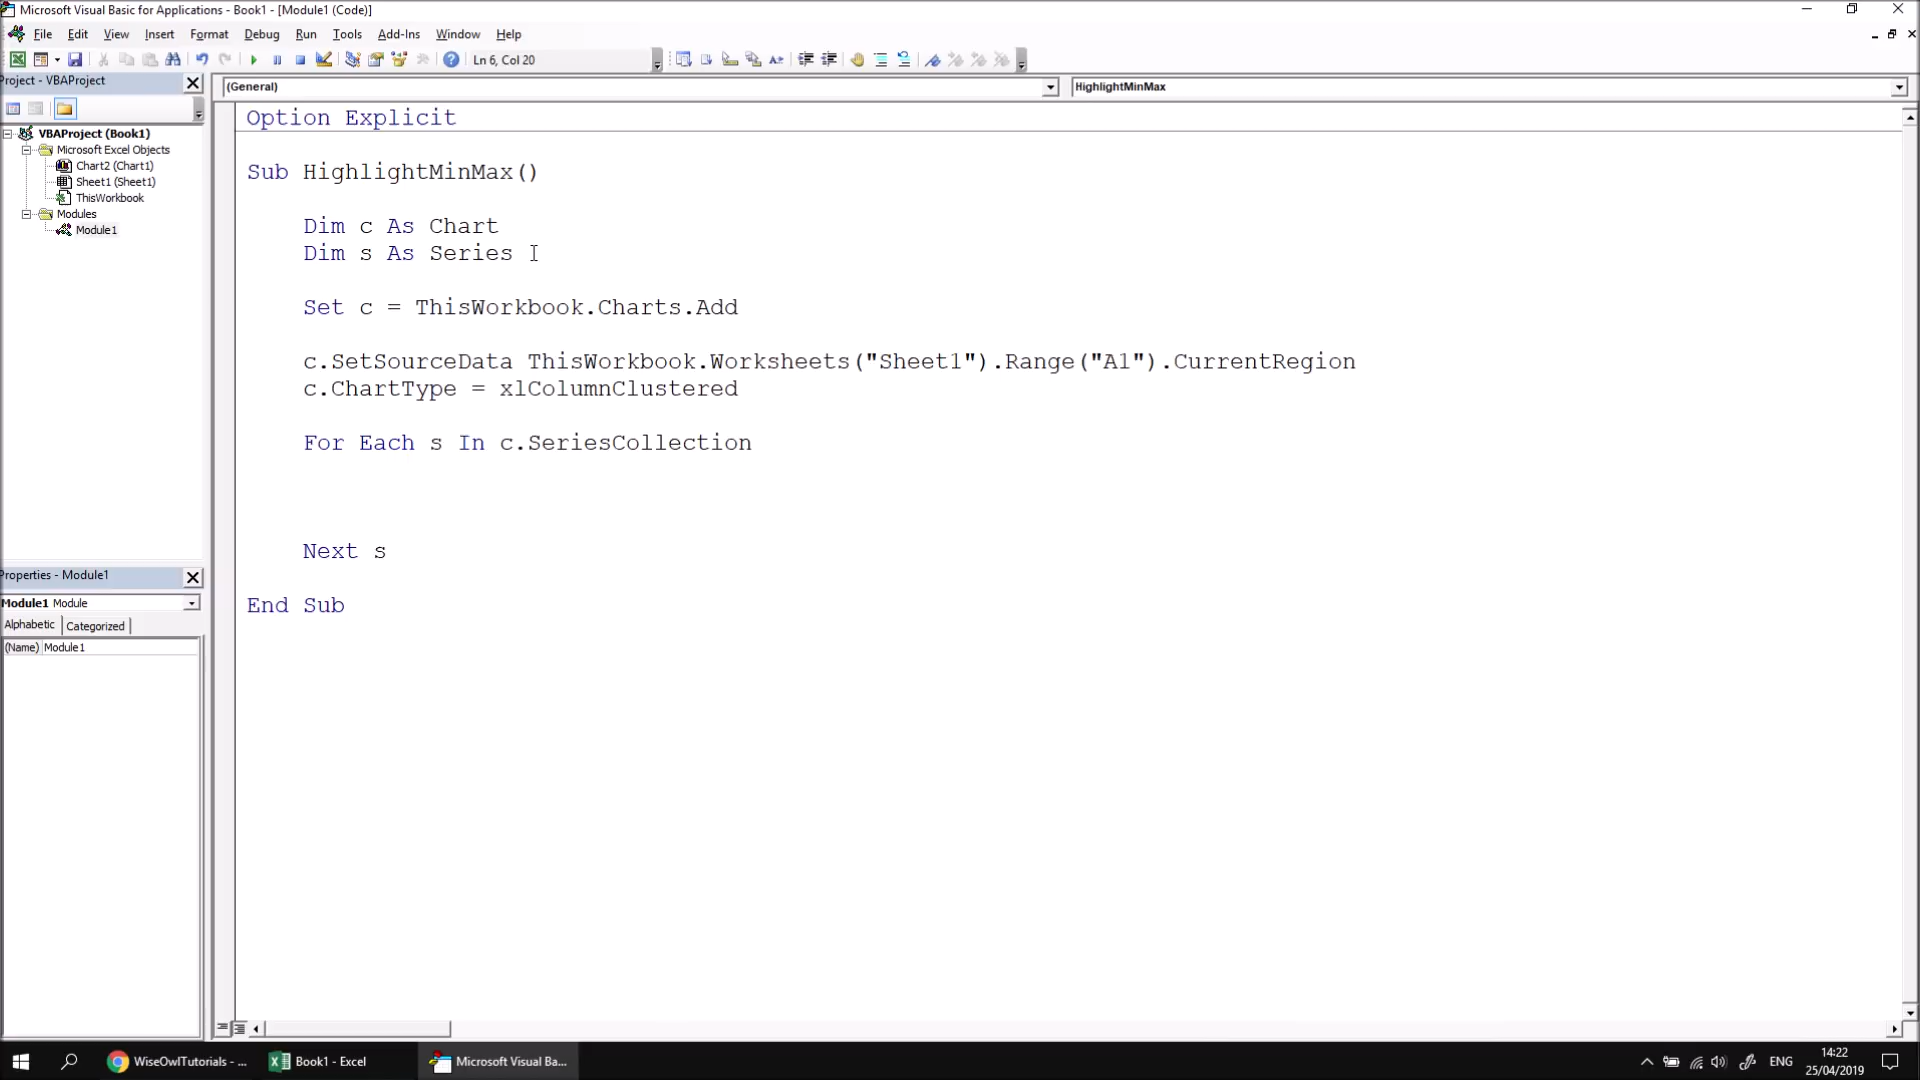 Microsoft Visual Basic for Applications - Book1 - [Module1 (Code)]
File Edit View Insert Format Debug Run Tools Add-Ins Window Help
Ln 6, Col 20
Project - VBAProject
VBAProject (Book1)
Microsoft Excel Objects
Chart2 (Chart1)
Sheet1 (Sheet1)
ThisWorkbook
Modules
Module1
Properties - Module1
Module1 Module
Alphabetic Categorized
(Name) Module1
(General) HighlightMinMax
Option Explicit
Sub HighlightMinMax()
Dim c As Chart
Dim s As Series
Set c = ThisWorkbook.Charts.Add
c.SetSourceData ThisWorkbook.Worksheets("Sheet1").Range("A1").CurrentRegion
c.ChartType = xlColumnClustered
For Each s In c.SeriesCollection
Next s
End Sub
WiseOwlTutorials - ... Book1 - Excel Microsoft Visual Ba...
ENG
14:22
25/04/2019